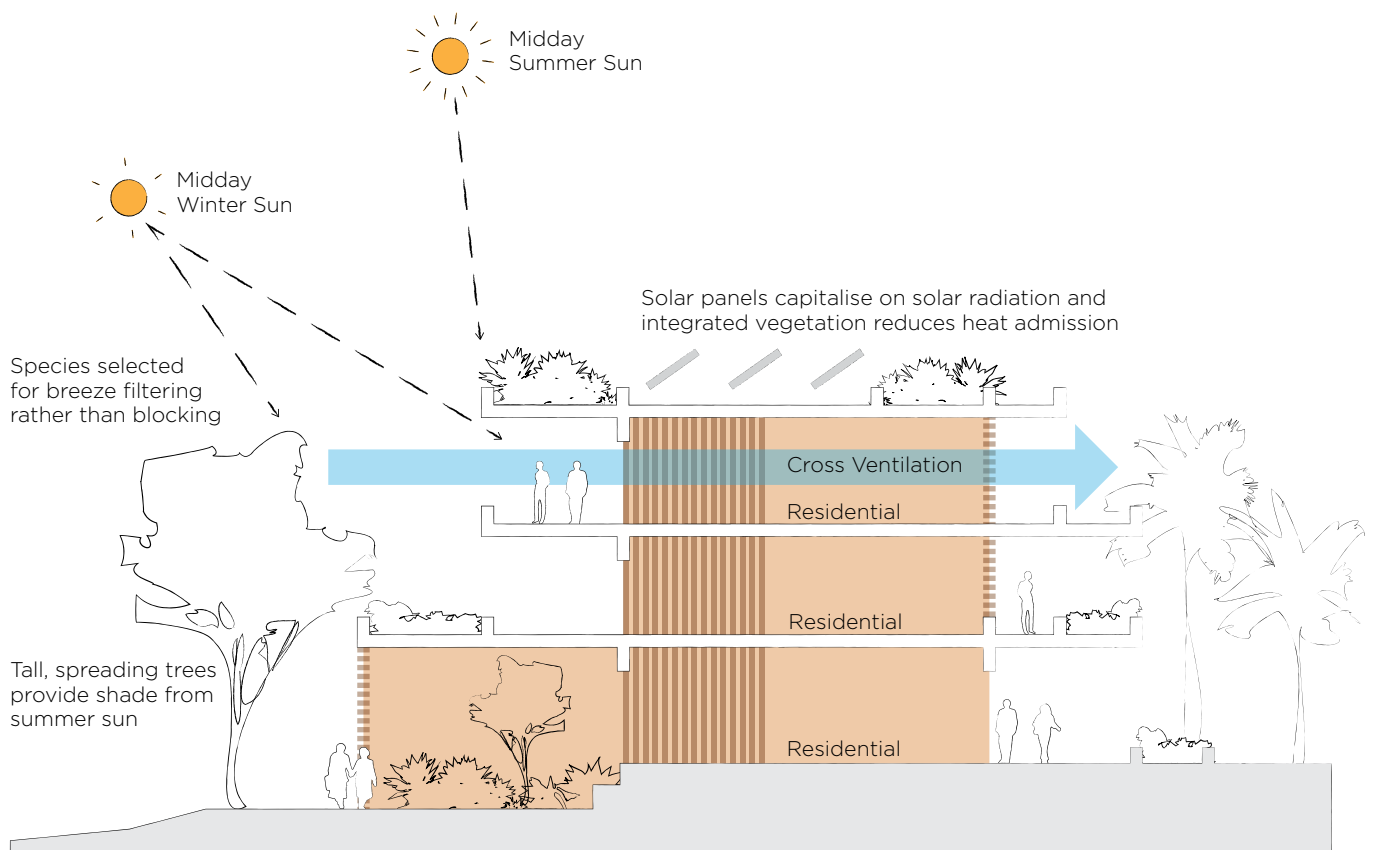 Midday
Summer Sun
Midday
Winter Sun
Solar panels capitalise on solar radiation and
integrated vegetation reduces heat admission
Species selected
for breeze filtering
rather than blocking
Cross Ventilation
Residential
Residential
Tall, spreading trees
provide shade from
summer sun
Residential